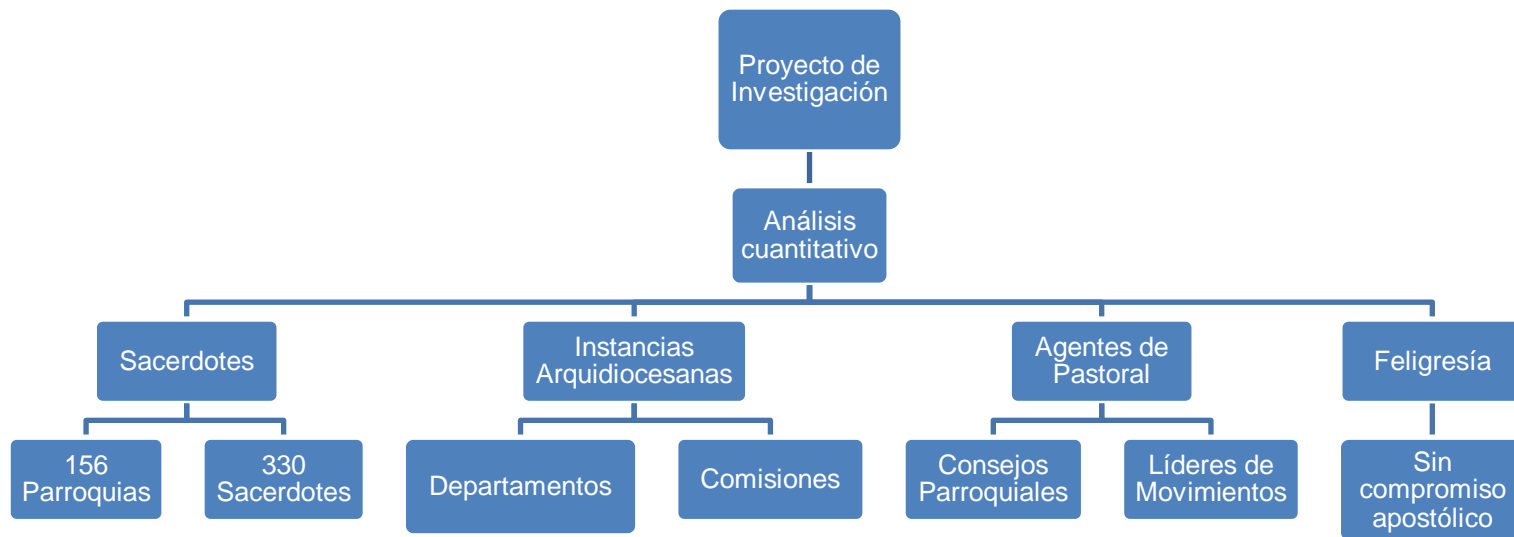 Proyecto de
Investigación
Análisis
cuantitativo
Sacerdotes
Instancias
Arquidiocesanas
Agentes de
Pastoral
Feligresía
156
Parroquias
330
Sacerdotes
Departamentos
Comisiones
Consejos
Parroquiales
Líderes de
Movimientos
Sin
compromiso
apostólico